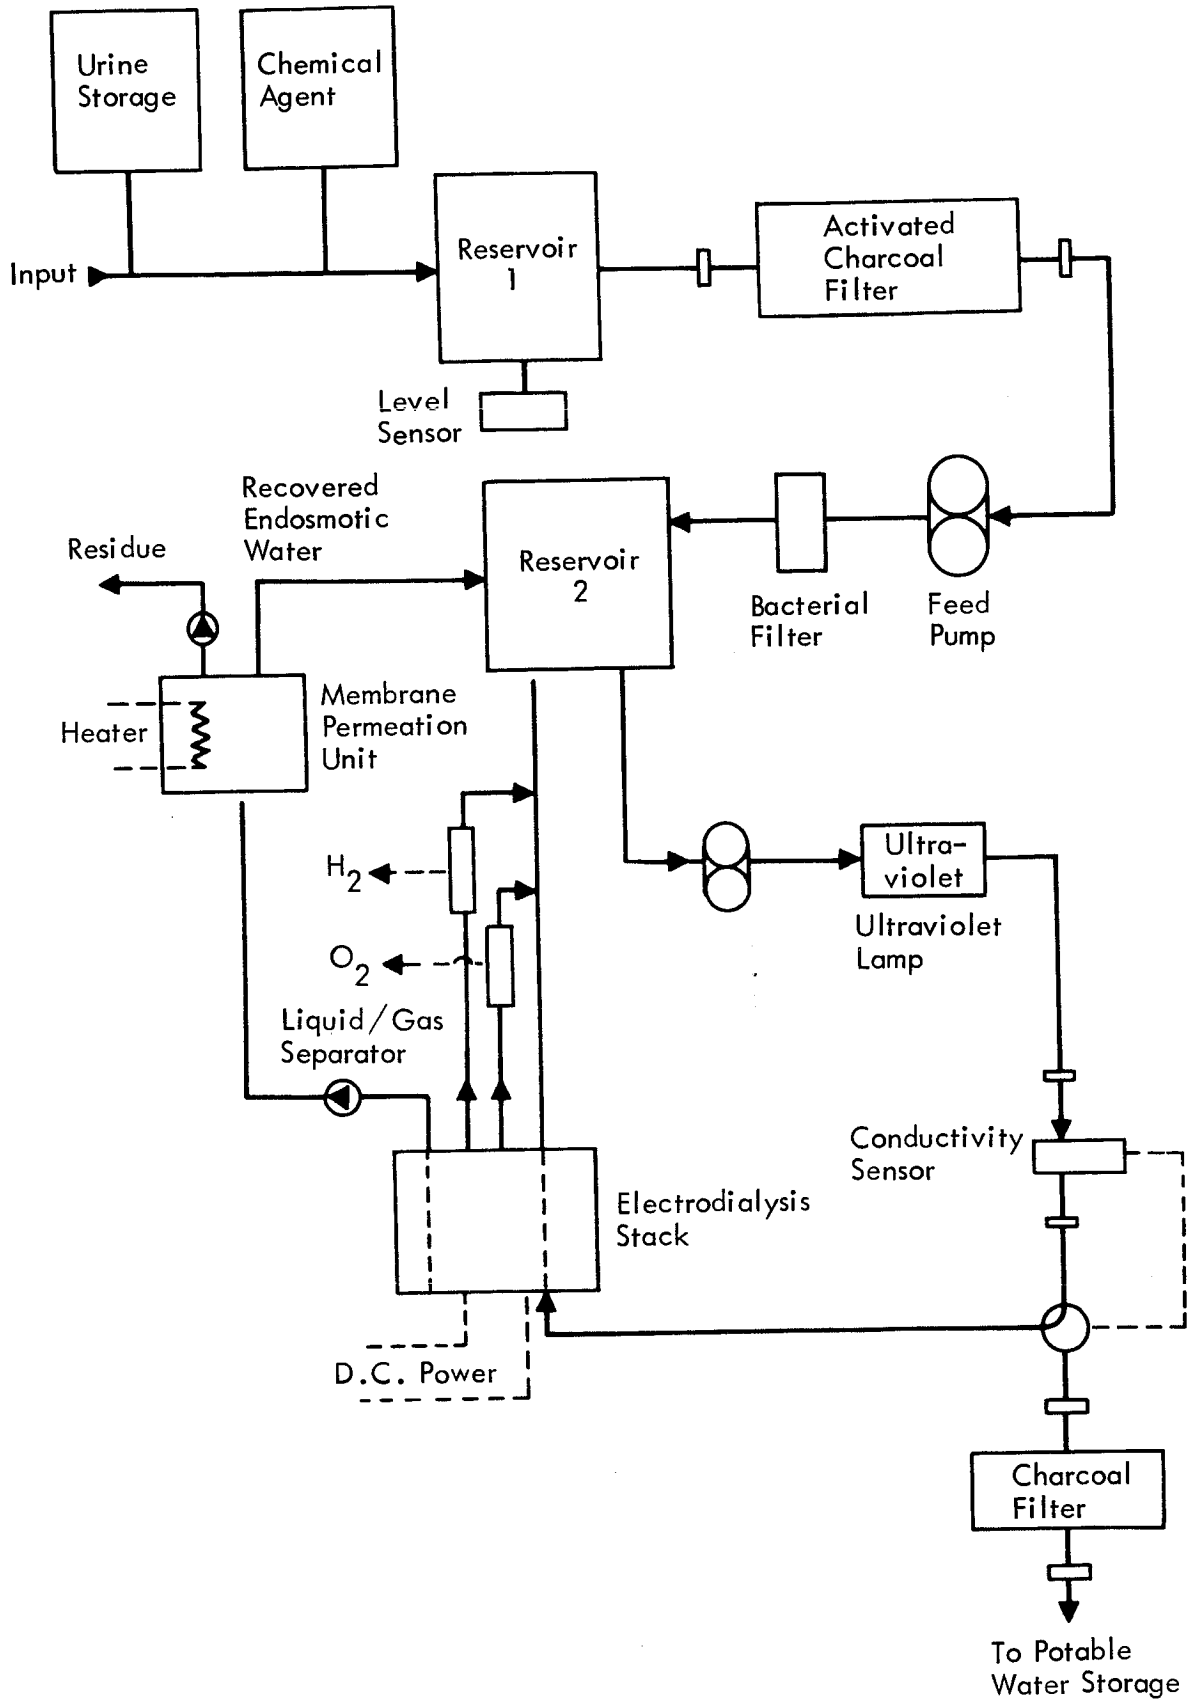 Urine
Storage
Chemical
Agent
Input
Reservoir
1
Activated
Charcoal
Filter
Level
Sensor
Recovered
Endosmotic
Water
Residue
Reservoir
2
Bacterial
Filter
Feed
Pump
Heater
Membrane
Permeation
Unit
H2
O2
Ultra-
violet
Ultraviolet
Lamp
Liquid/Gas
Separator
Conductivity
Sensor
Electrodialysis
Stack
D.C. Power
Charcoal
Filter
To Potable
Water Storage